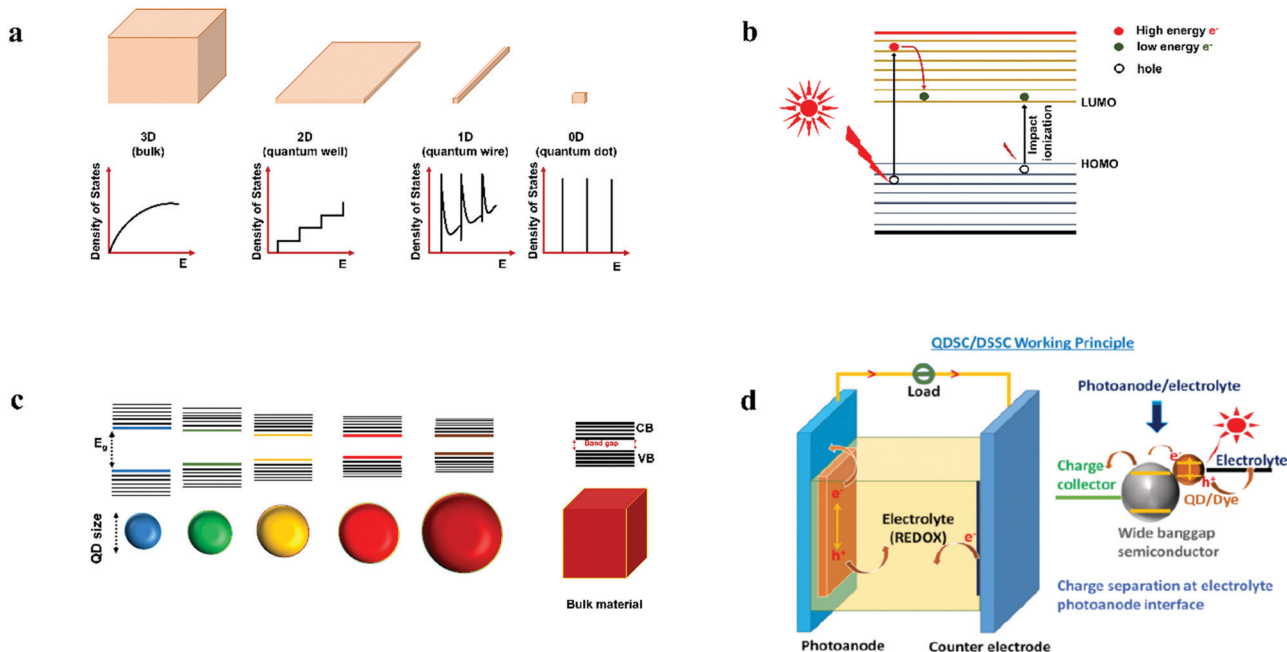 a
3D
(bulk)
Density of States
E
2D
(quantum well)
Density of States
E
1D
(quantum wire)
Density of States
E
0D
(quantum dot)
Density of States
E
b
High energy e-
low energy e-
hole
LUMO
Impact
ionization
HOMO
c
Eg
QD size
CB
Band gap
VB
Bulk material
d
QDSC/DSSC Working Principle
Load
e-
h+
Electrolyte
(REDOX)
e-
Photoanode
Counter electrode
Photoanode/electrolyte
Charge
collector
e-
h+
Electrolyte
QD/Dye
Wide banggap
semiconductor
Charge separation at electrolyte
photoanode interface